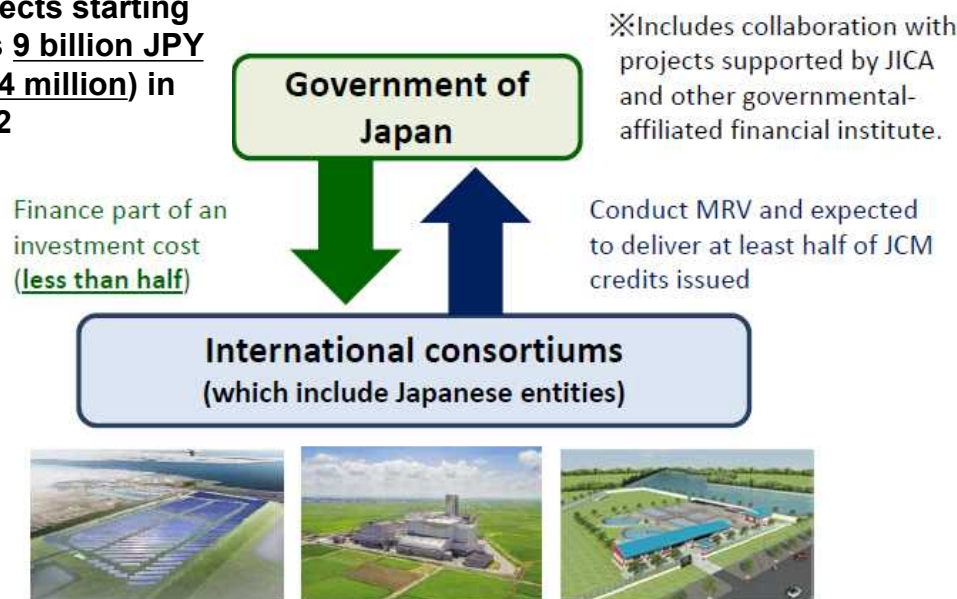 ects starting
9 billion JPY
4 million) in
2
Government of
Japan
※Includes collaboration with
projects supported by JICA
and other governmental-
affiliated financial institute.
Finance part of an
investment cost
(less than half)
Conduct MRV and expected
to deliver at least half of JCM
credits issued
International consortiums
(which include Japanese entities)